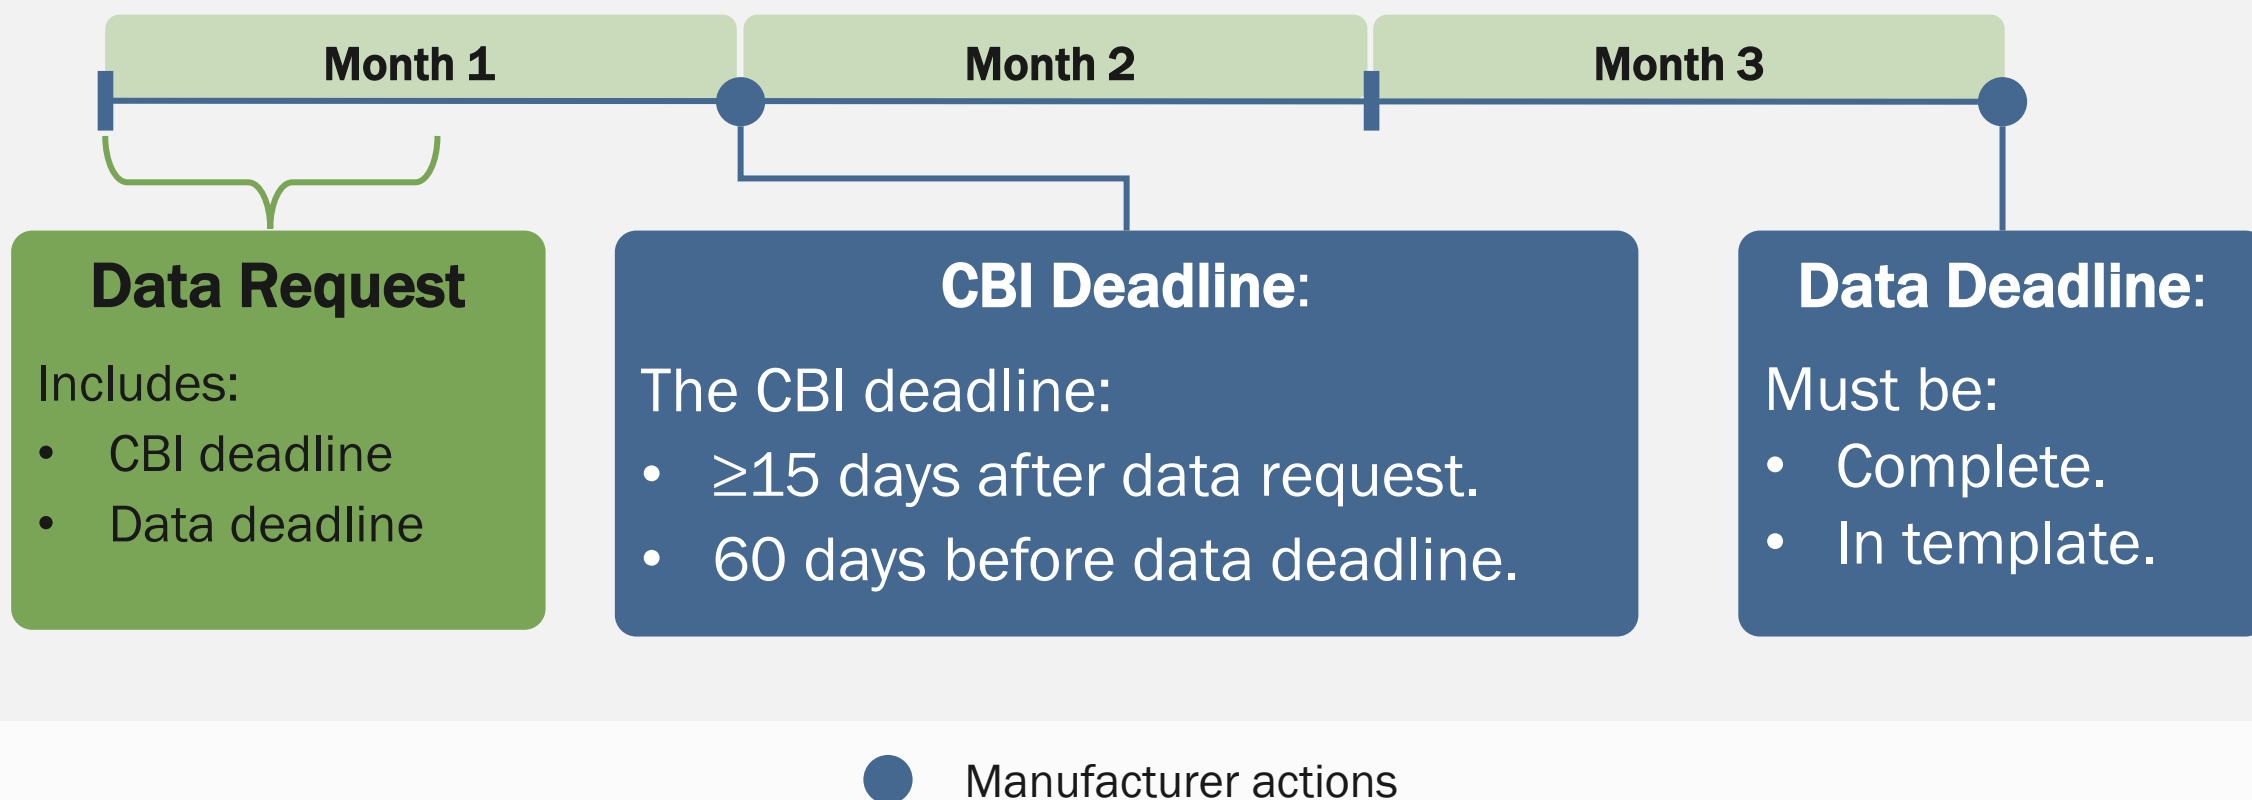 Month 1
Month 2
Month 3
Data Request
Includes:
• CBI deadline
• Data deadline
CBI Deadline:
The CBI deadline:
• ≥15 days after data request.
• 60 days before data deadline.
Data Deadline:
Must be:
• Complete.
• In template.
Manufacturer actions